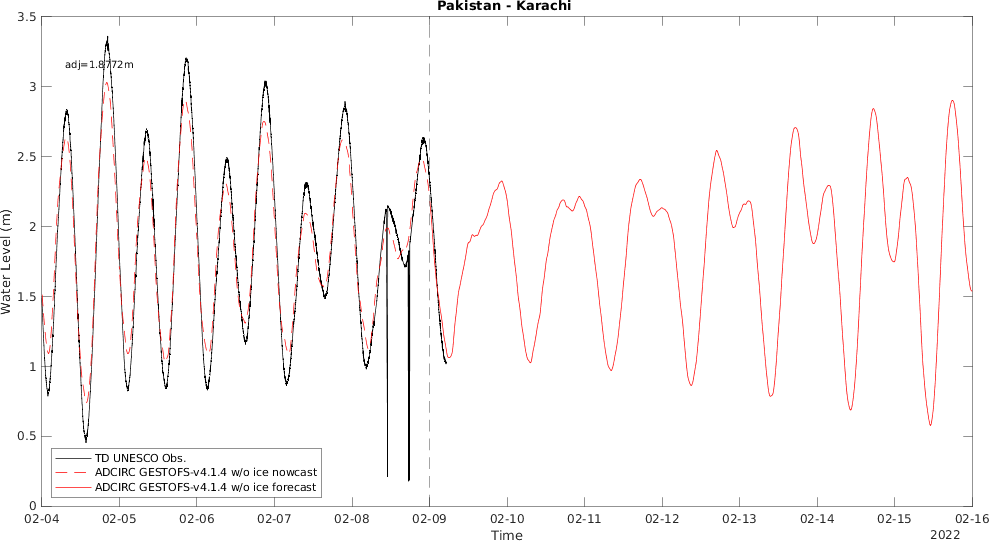 Pakistan - Karachi
3.5
3
2.5
2
1.5
1
0.5
0
Water Level (m)
adj=1.8772m
TD UNESCO Obs.
ADCIRC GESTOFS-v4.1.4 w/o ice nowcast
ADCIRC GESTOFS-v4.1.4 w/o ice forecast
02-04 02-05 02-06 02-07 02-08 02-09 02-10 02-11 02-12 02-13 02-14 02-15 02-16
Time
2022